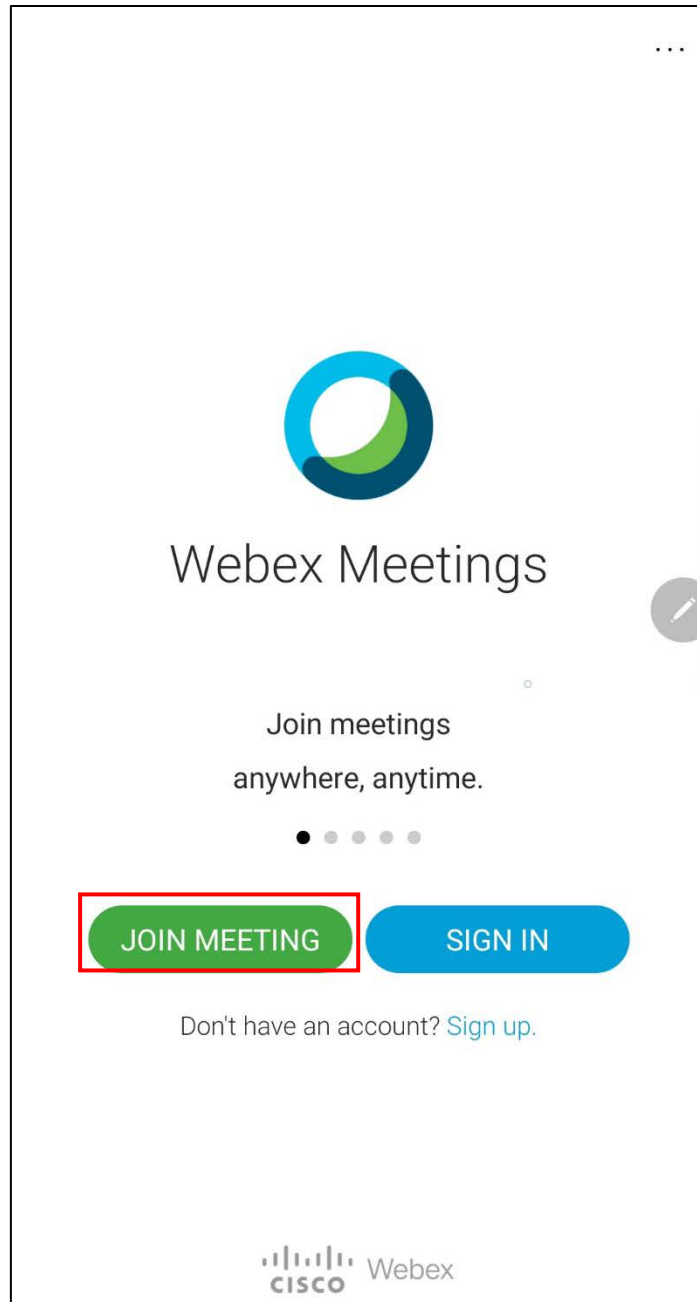 Webex Meetings
Join meetings
anywhere, anytime.
JOIN MEETING
SIGN IN
Don't have an account? Sign up.
CISCO Webex